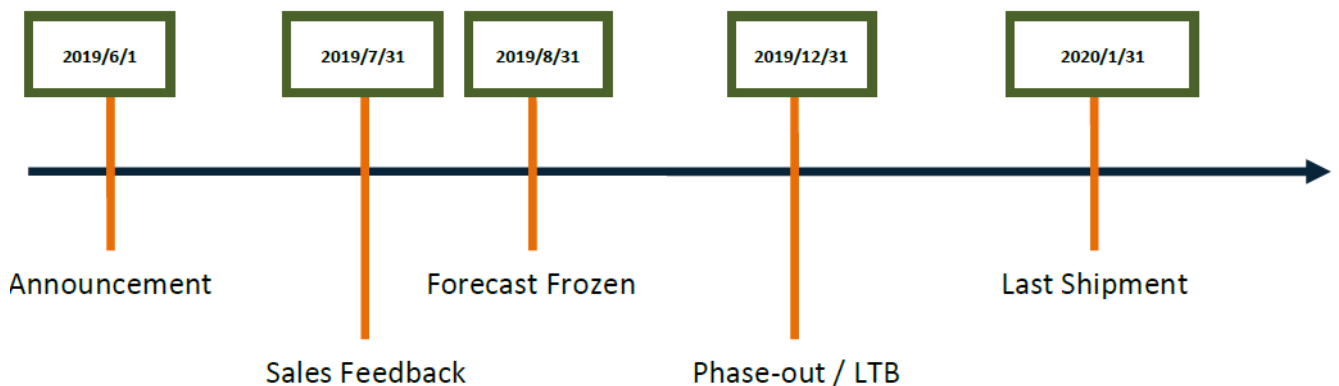 2019/6/1
2019/7/31
2019/8/31
2019/12/31
2020/1/31
Announcement
Forecast Frozen
Last Shipment
Sales Feedback
Phase-out / LTB